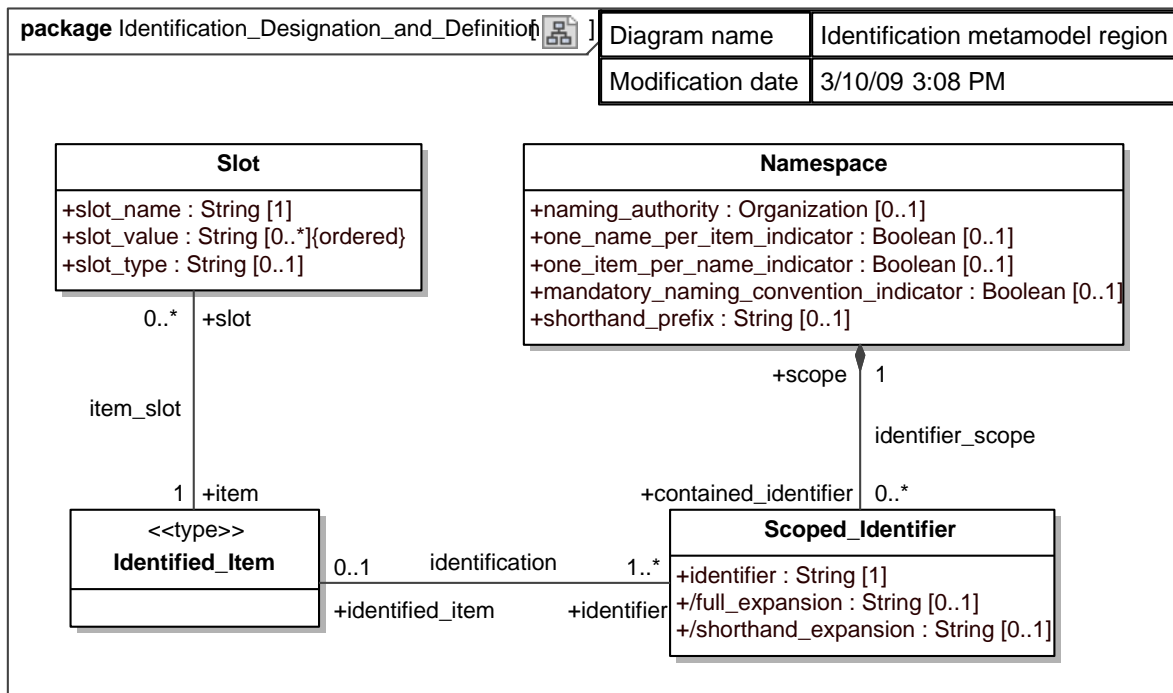 package Identification_Designation_and_Definition[ ]
Diagram name Identification metamodel region
Modification date 3/10/09 3:08 PM
Slot
+slot_name : String [1]
+slot_value : String [0..*]{ordered}
+slot_type : String [0..1]
Namespace
+naming_authority : Organization [0..1]
+one_name_per_item_indicator : Boolean [0..1]
+one_item_per_name_indicator : Boolean [0..1]
+mandatory_naming_convention_indicator : Boolean [0..1]
+shorthand_prefix : String [0..1]
0..* +slot
item_slot
1 +item
+scope 1
identifier_scope
+contained_identifier 0..*
<<type>>
Identified_Item
0..1 identification 1..*
+identified_item +identifier
Scoped_Identifier
+identifier : String [1]
+/full_expansion : String [0..1]
+/shorthand_expansion : String [0..1]